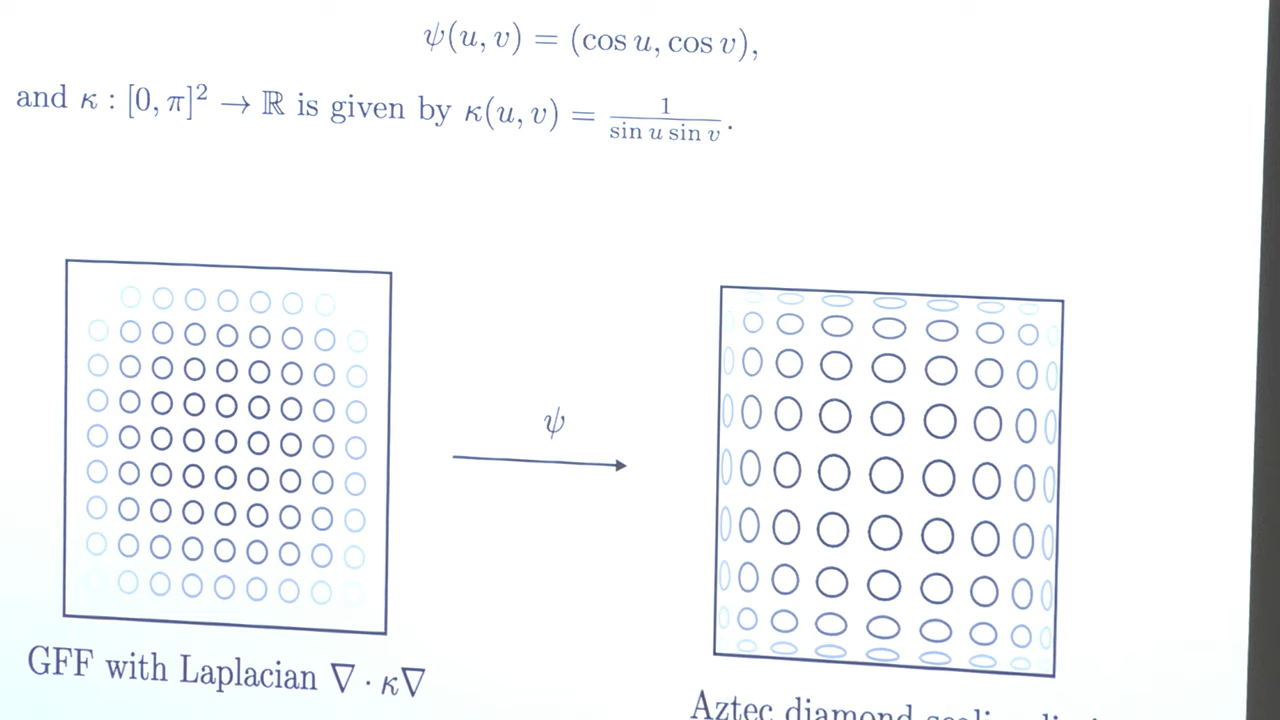 ψ(u, v) = (cos u, cos v),
and κ : [0, π]² → ℝ is given by κ(u, v) = 1/(sin u sin v).
ψ
GFF with Laplacian ∇ · κ∇
Aztec diamond